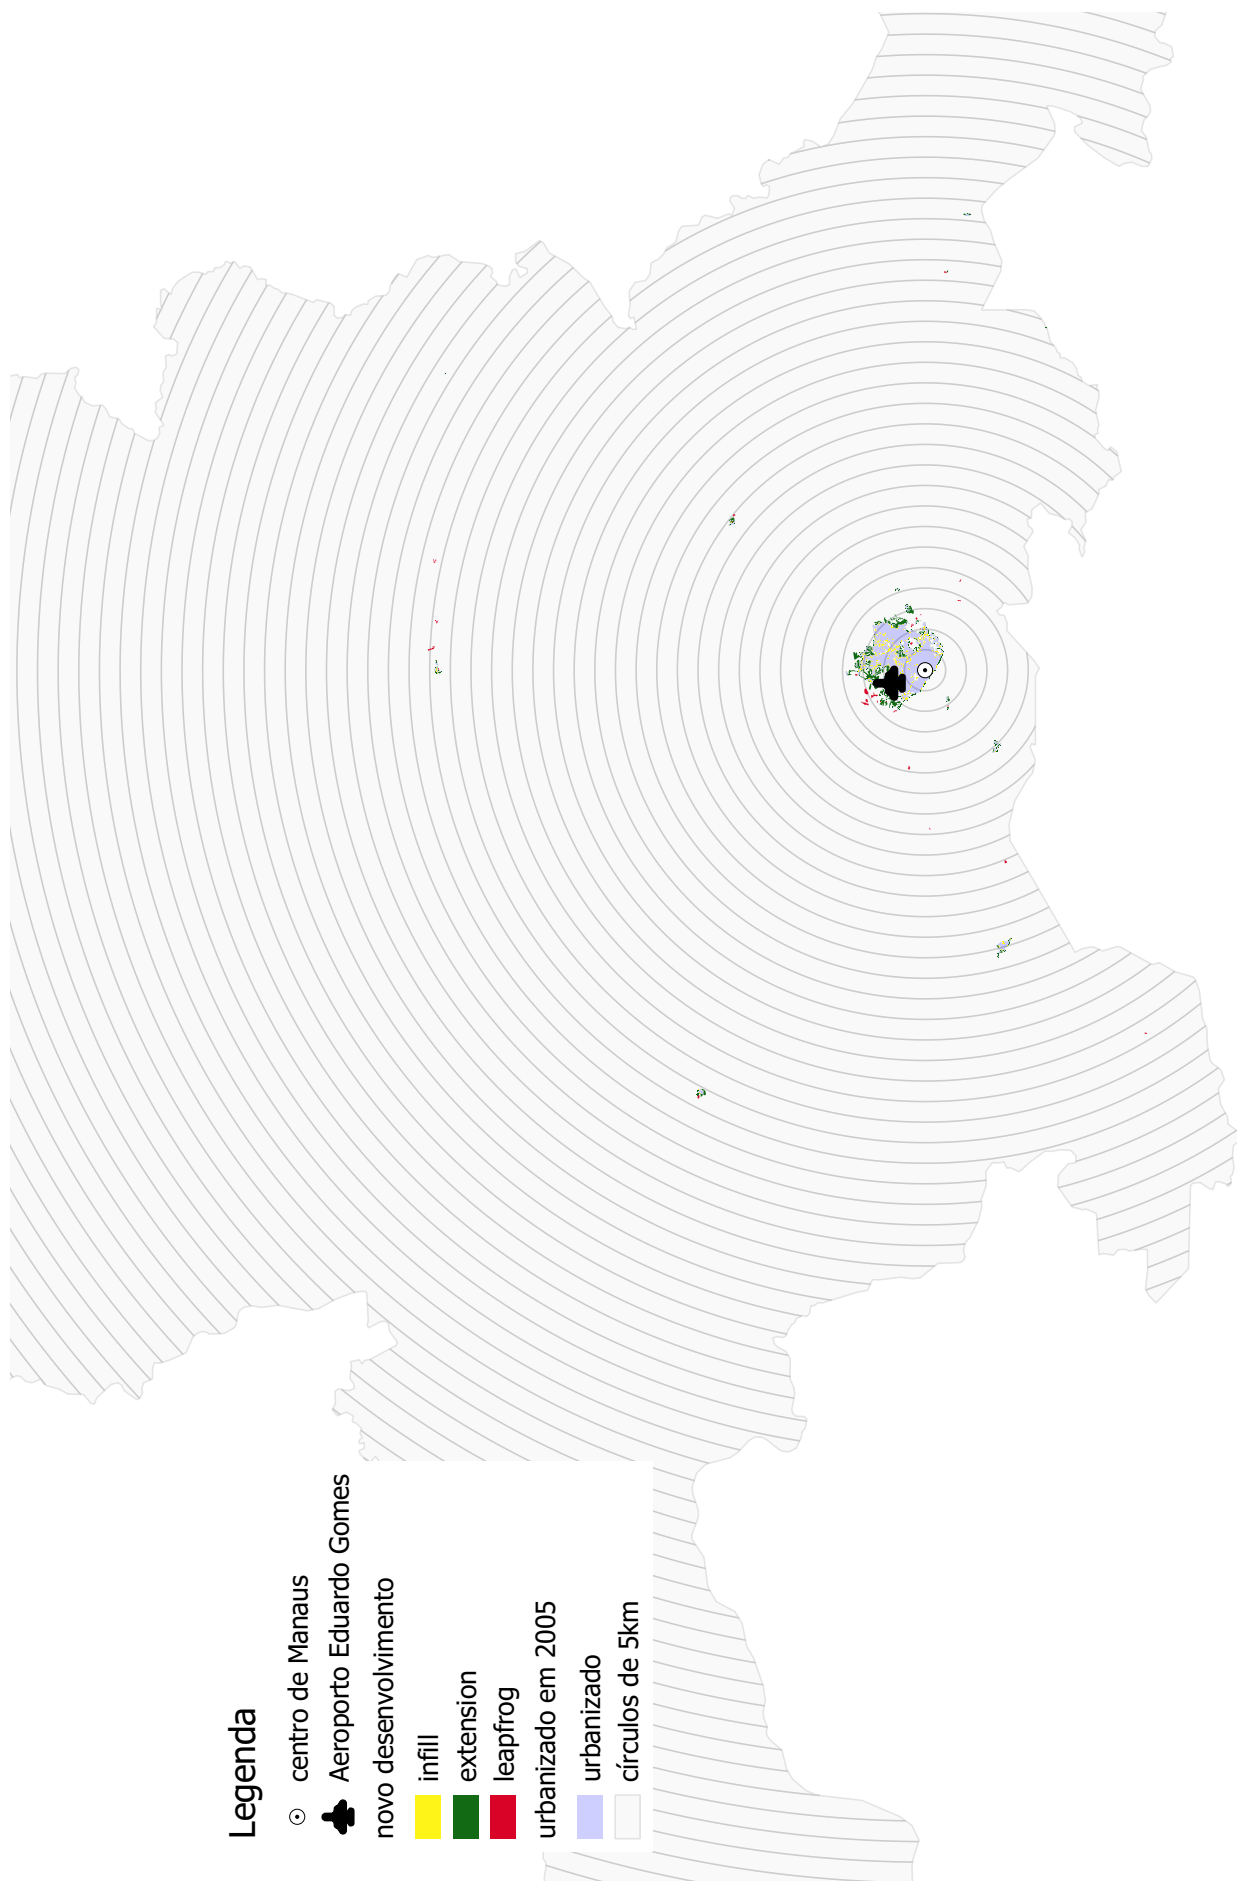 Legenda
centro de Manaus
Aeroporto Eduardo Gomes
novo desenvolvimento
infill
extension
leapfrog
urbanizado em 2005
urbanizado
círculos de 5km